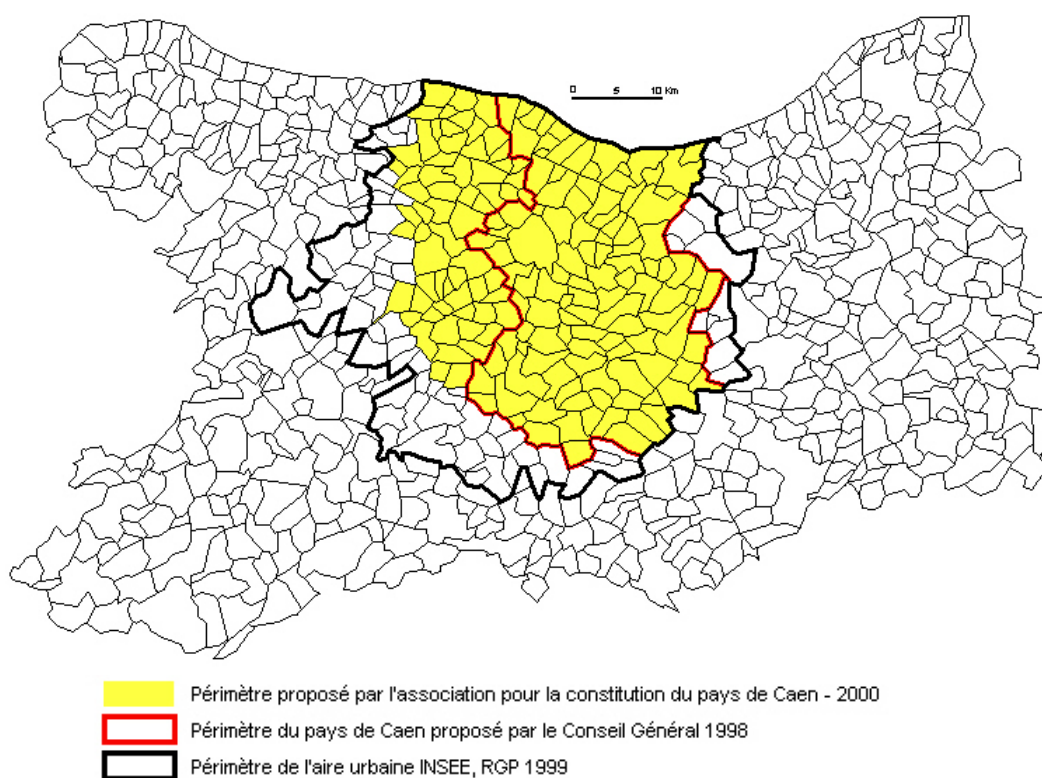 0 5 10 Km
Périmètre proposé par l'association pour la constitution du pays de Caen - 2000
Périmètre du pays de Caen proposé par le Conseil Général 1998
Périmètre de l'aire urbaine INSEE, RGP 1999